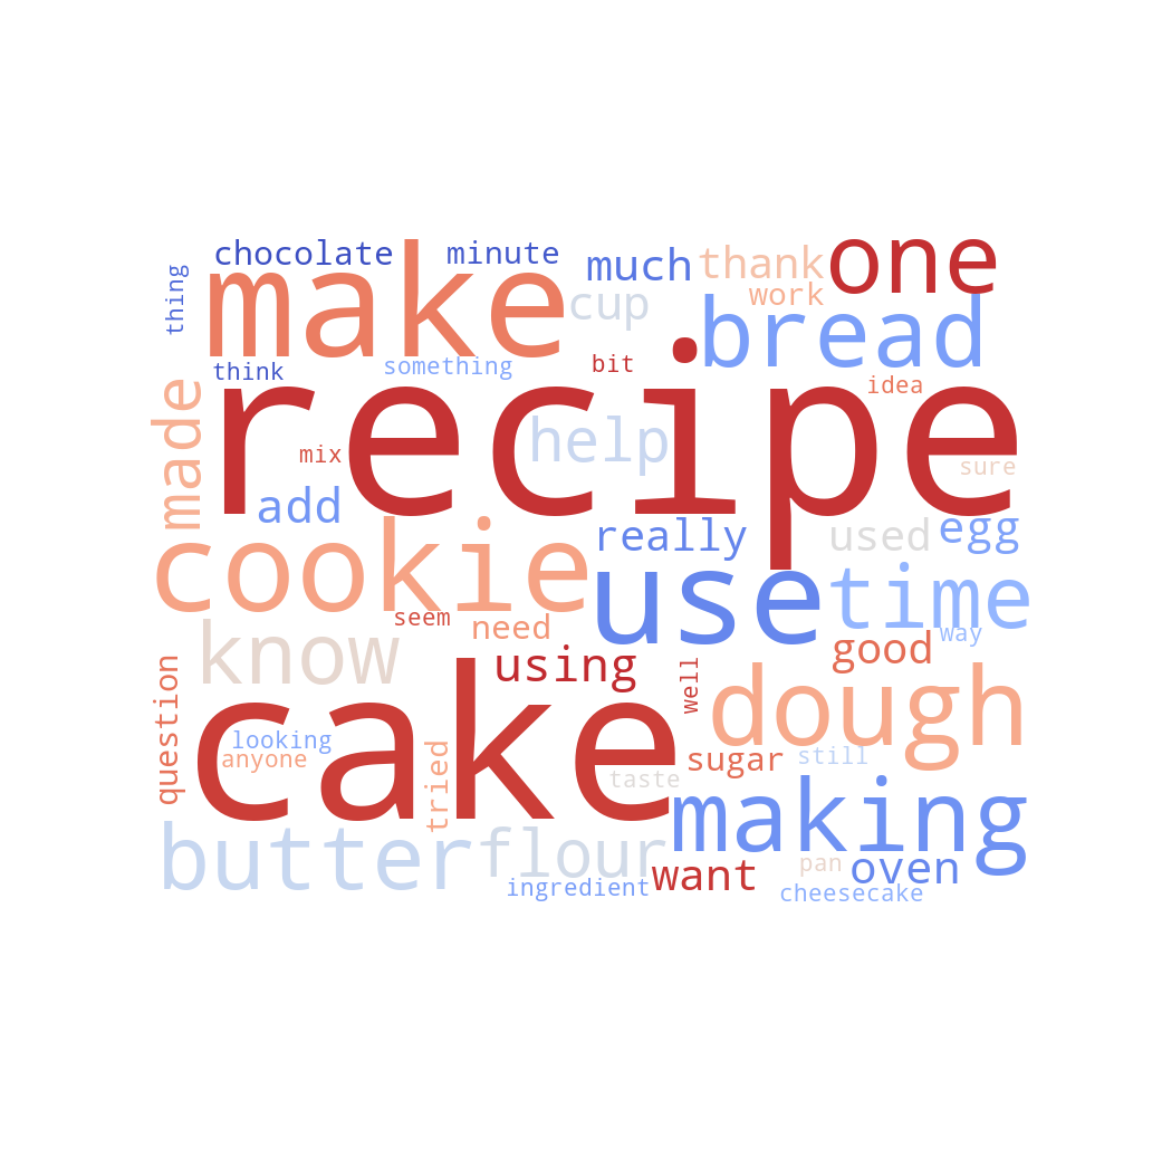 chocolate
minute
much
thank
one
thing
make
cup
work
bread
think
something
bit
idea
made
recipe
mix
help
sure
add
cookie
really
used
egg
use
time
seem
need
way
know
using
good
question
well
dough
cake
looking
anyone
tried
taste
sugar
still
making
butter
flour
want
pan
oven
ingredient
cheesecake